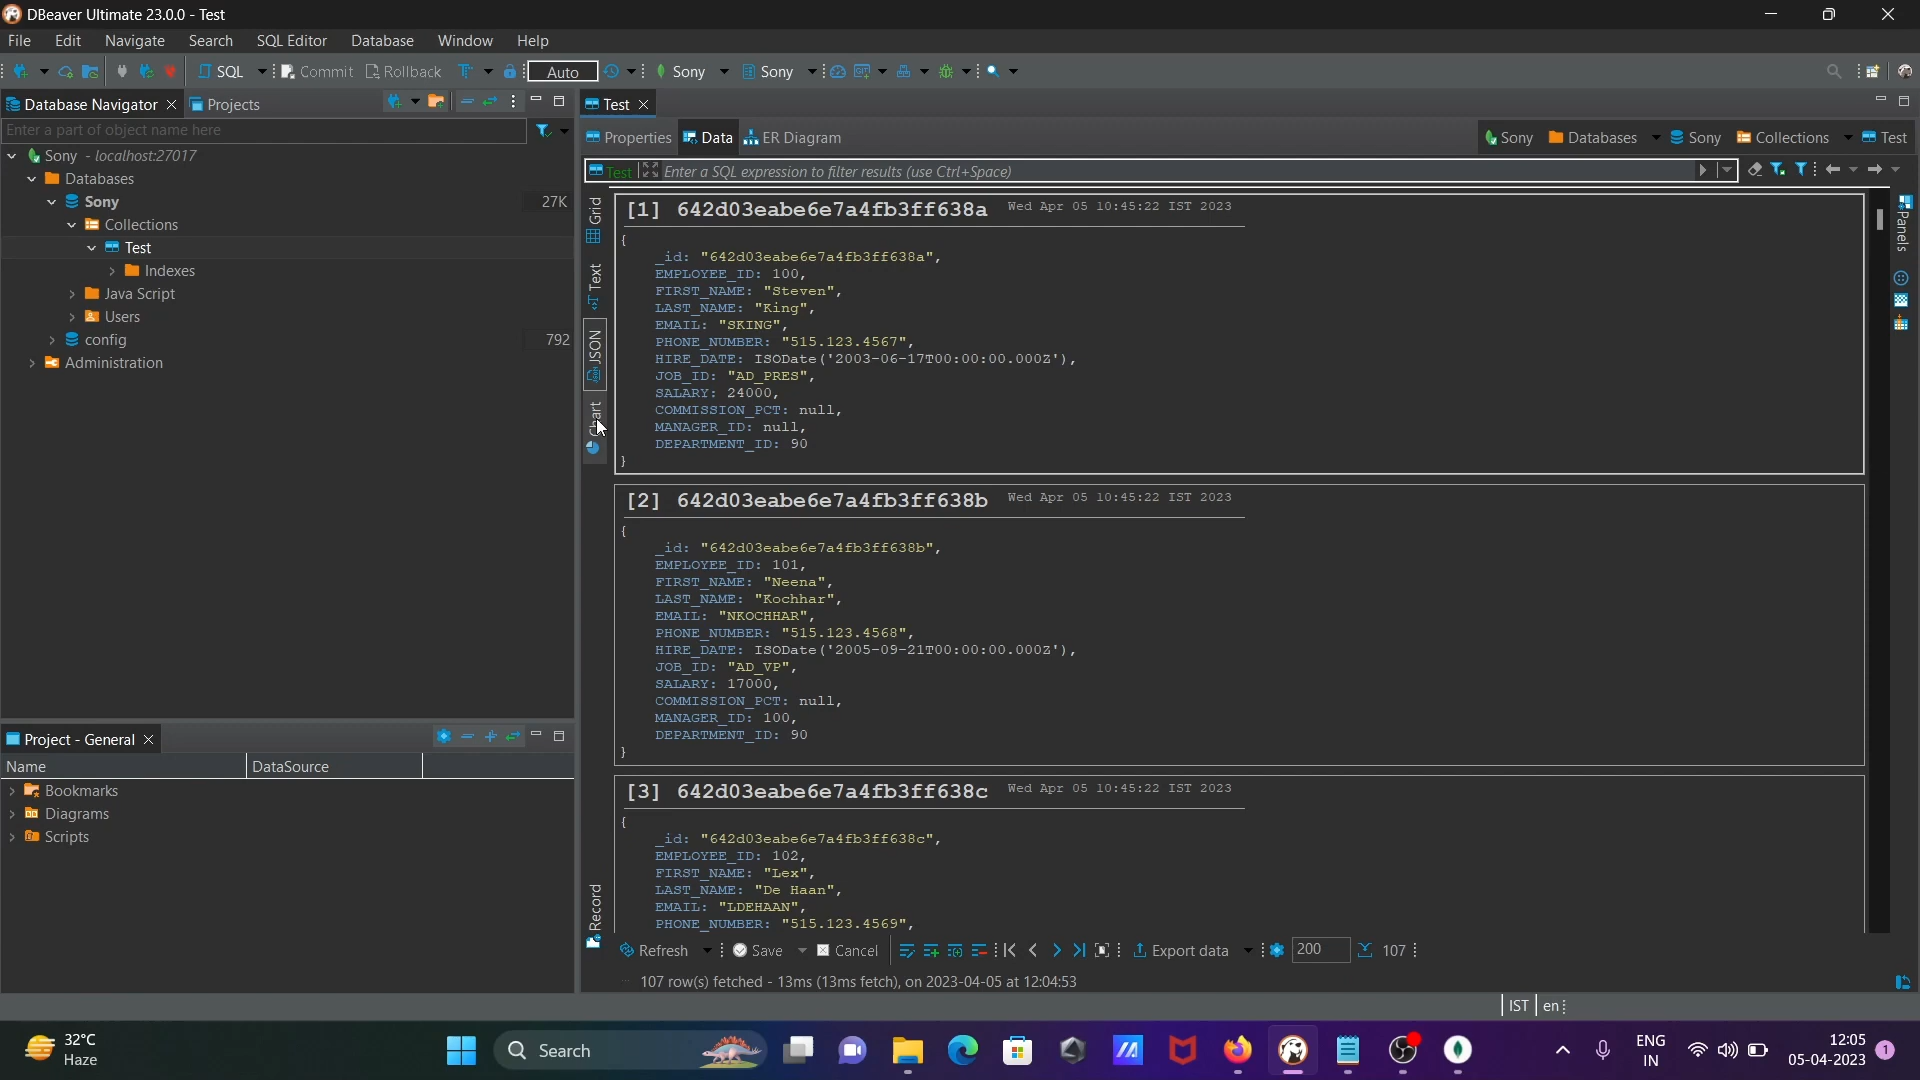 DBeaver Ultimate 23.0.0 - Test
File Edit Navigate Search SQL Editor Database Window Help
SQL Commit Rollback Auto Sony Sony
Database Navigator Projects
Enter a part of object name here
Sony - localhost:27017
Databases
Sony 27K
Collections
Test
Indexes
Java Script
Users
config 792
Administration
Project - General
Name DataSource
Bookmarks
Diagrams
Scripts
Test
Properties Data ER Diagram Sony Databases Sony Collections Test
Test Enter a SQL expression to filter results (use Ctrl+Space)
Grid
Text
JSON
Chart
Record
Panels
[1] 642d03eabe6e7a4fb3ff638a Wed Apr 05 10:45:22 IST 2023
{
_id: "642d03eabe6e7a4fb3ff638a",
EMPLOYEE_ID: 100,
FIRST_NAME: "Steven",
LAST_NAME: "King",
EMAIL: "SKING",
PHONE_NUMBER: "515.123.4567",
HIRE_DATE: ISODate('2003-06-17T00:00:00.000Z'),
JOB_ID: "AD_PRES",
SALARY: 24000,
COMMISSION_PCT: null,
MANAGER_ID: null,
DEPARTMENT_ID: 90
}
[2] 642d03eabe6e7a4fb3ff638b Wed Apr 05 10:45:22 IST 2023
{
_id: "642d03eabe6e7a4fb3ff638b",
EMPLOYEE_ID: 101,
FIRST_NAME: "Neena",
LAST_NAME: "Kochhar",
EMAIL: "NKOCHHAR",
PHONE_NUMBER: "515.123.4568",
HIRE_DATE: ISODate('2005-09-21T00:00:00.000Z'),
JOB_ID: "AD_VP",
SALARY: 17000,
COMMISSION_PCT: null,
MANAGER_ID: 100,
DEPARTMENT_ID: 90
}
[3] 642d03eabe6e7a4fb3ff638c Wed Apr 05 10:45:22 IST 2023
{
_id: "642d03eabe6e7a4fb3ff638c",
EMPLOYEE_ID: 102,
FIRST_NAME: "Lex",
LAST_NAME: "De Haan",
EMAIL: "LDEHAAN",
PHONE_NUMBER: "515.123.4569",
Refresh Save Cancel Export data 200 107
107 row(s) fetched - 13ms (13ms fetch), on 2023-04-05 at 12:04:53
IST en
32°C
Haze
Search
ENG
IN
12:05
05-04-2023
1